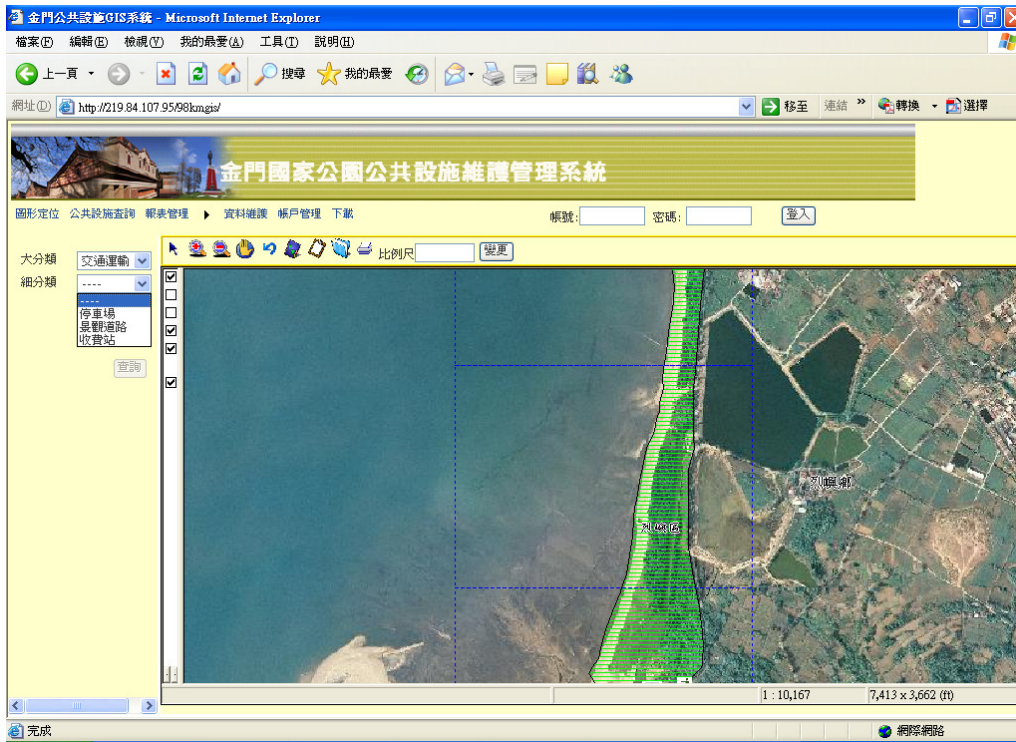 金門公共設施GIS系統 - Microsoft Internet Explorer
檔案(F) 編輯(E) 檢視(V) 我的最愛(A) 工具(T) 說明(H)
上一頁 搜尋 我的最愛
網址(D) http://219.84.107.95/98kmgis/ 移至 連結 » 轉換 選擇
金門國家公園公共設施維護管理系統
圖形定位 公共設施查詢 報表管理 資料維護 帳戶管理 下載 帳號: 密碼: 登入
比例尺 變更
大分類 交通運輸
細分類 ----
----
停車場
景觀道路
收費站
查詢
烈嶼鄉
烈嶼區
1 : 10,167 7,413 x 3,662 (ft)
完成 網際網路